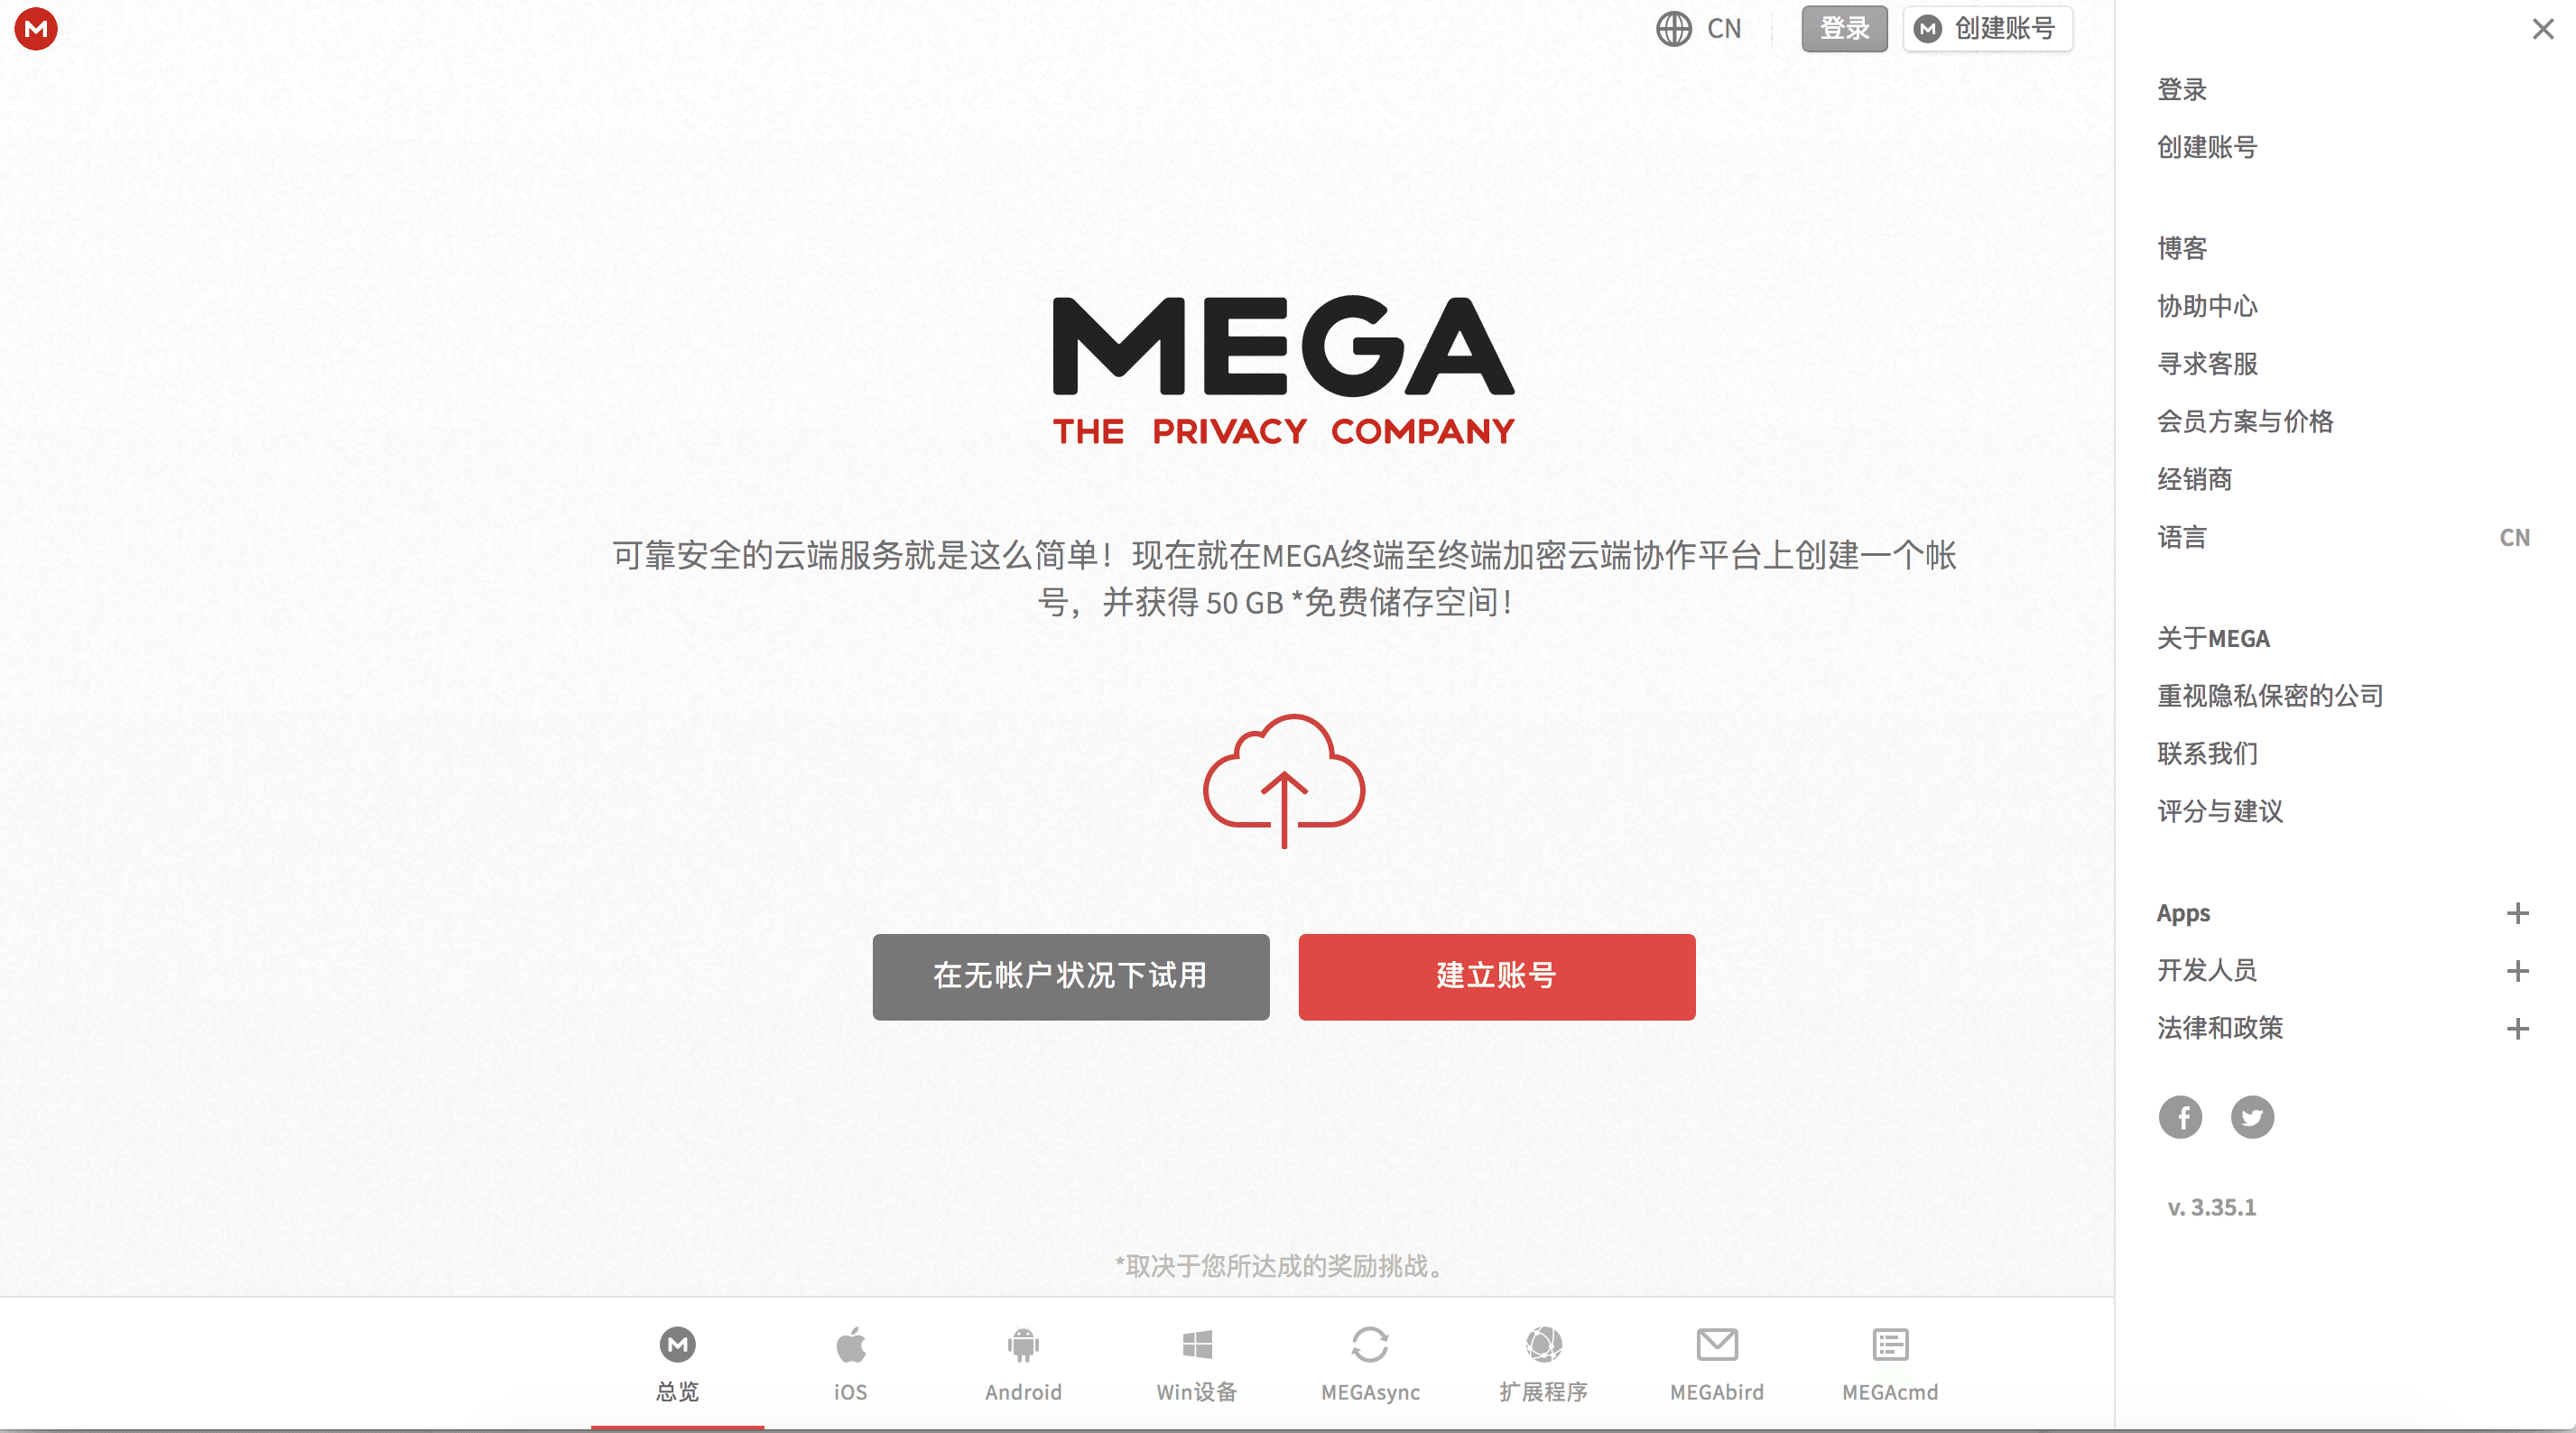 CN
登录
创建账号
MEGA
THE PRIVACY COMPANY
可靠安全的云端服务就是这么简单！现在就在MEGA终端至终端加密云端协作平台上创建一个帐
号，并获得 50 GB *免费储存空间！
在无帐户状况下试用
建立账号
*取决于您所达成的奖励挑战。
总览
iOS
Android
Win设备
MEGAsync
扩展程序
MEGAbird
MEGAcmd
登录
创建账号
博客
协助中心
寻求客服
会员方案与价格
经销商
语言 CN
关于MEGA
重视隐私保密的公司
联系我们
评分与建议
Apps
开发人员
法律和政策
v. 3.35.1